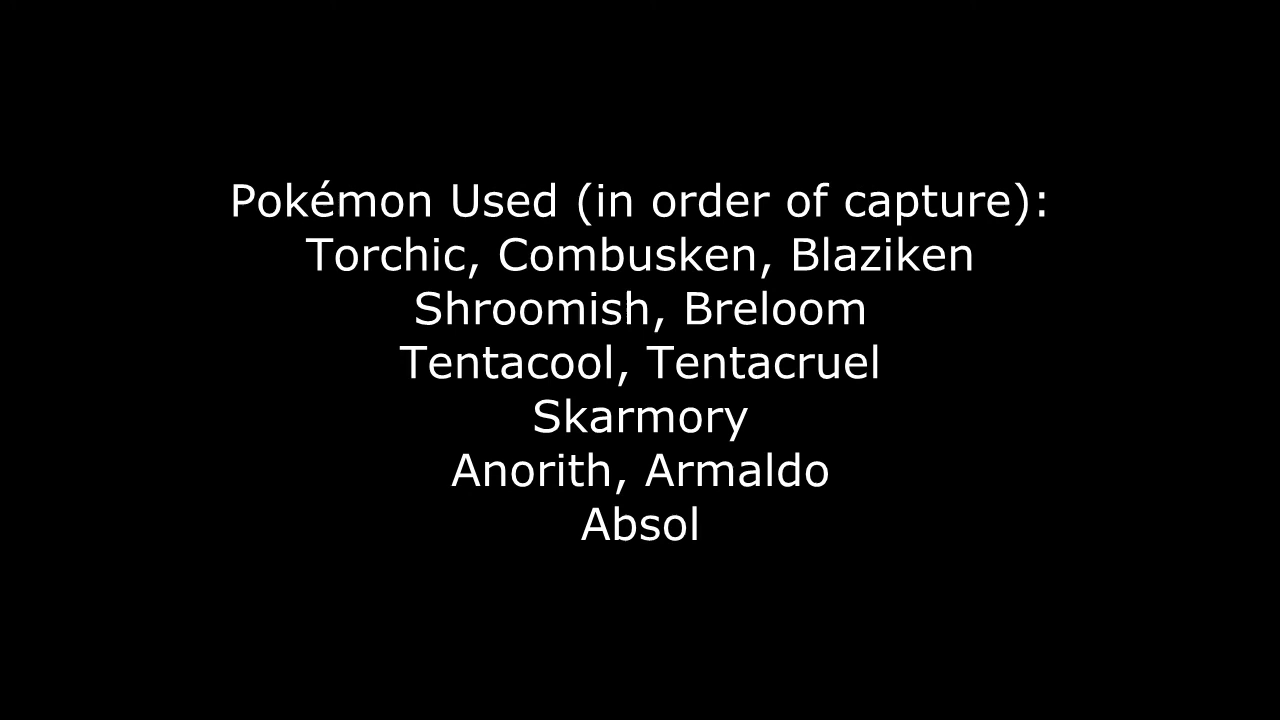 Pokémon Used (in order of capture):
Torchic, Combusken, Blaziken
Shroomish, Breloom
Tentacool, Tentacruel
Skarmory
Anorith, Armaldo
Absol